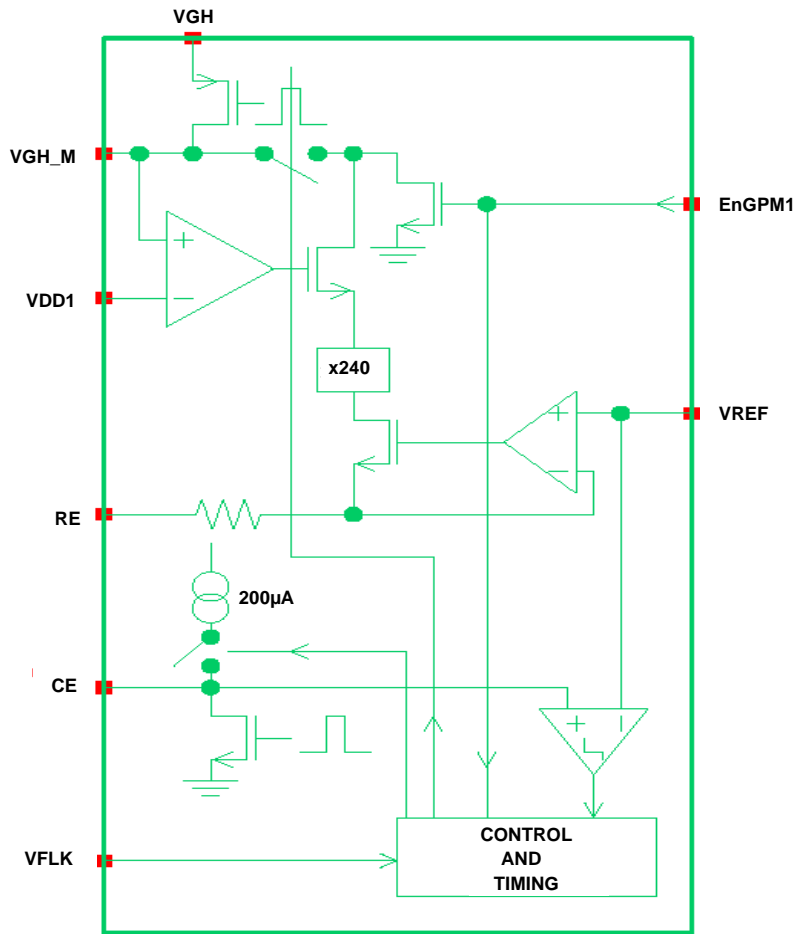 VGH
VGH_M
EnGPM1
VDD1
x240
VREF
RE
200µA
CE
VFLK
CONTROL
AND
TIMING